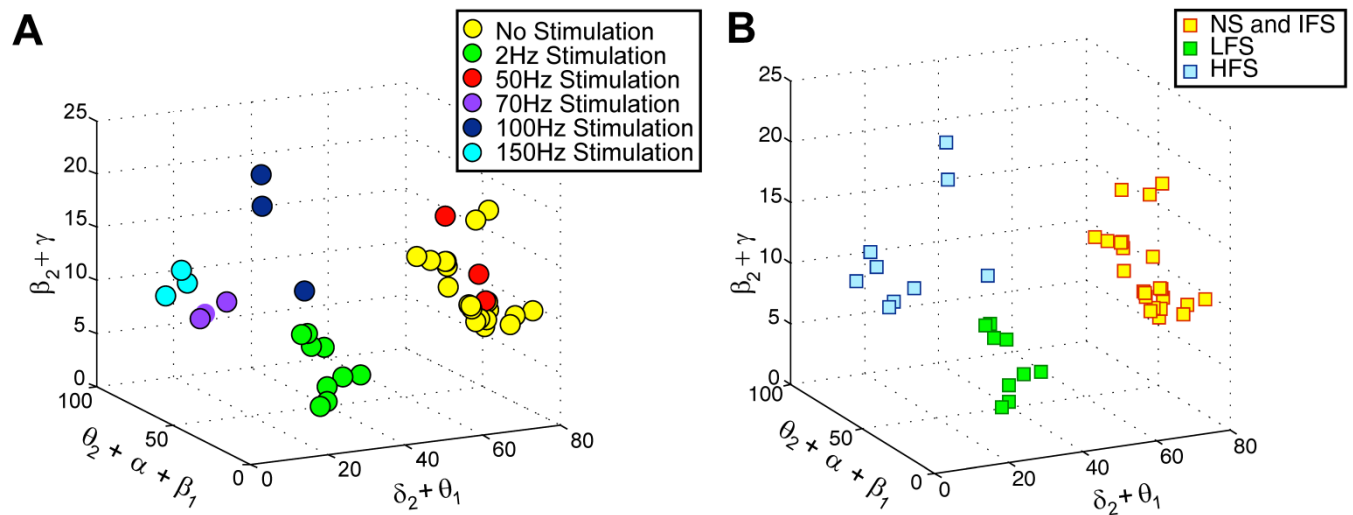 A
No Stimulation
2Hz Stimulation
50Hz Stimulation
70Hz Stimulation
100Hz Stimulation
150Hz Stimulation
25
20
15
10
5
0
β₂ + γ
100
50
0
θ₂ + α + β₁
0
20
40
60
80
δ₂ + θ₁
B
NS and IFS
LFS
HFS
25
20
15
10
5
0
β₂ + γ
100
50
0
θ₂ + α + β₁
0
20
40
60
80
δ₂ + θ₁